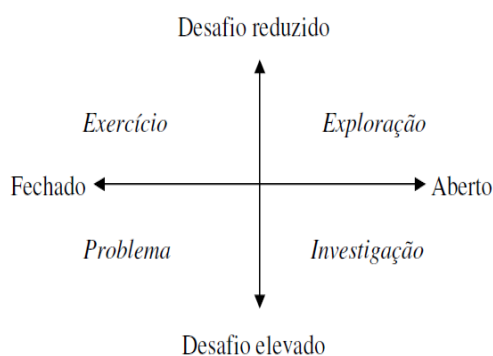 Desafio reduzido
Exercício
Exploração
Fechado
Aberto
Problema
Investigação
Desafio elevado